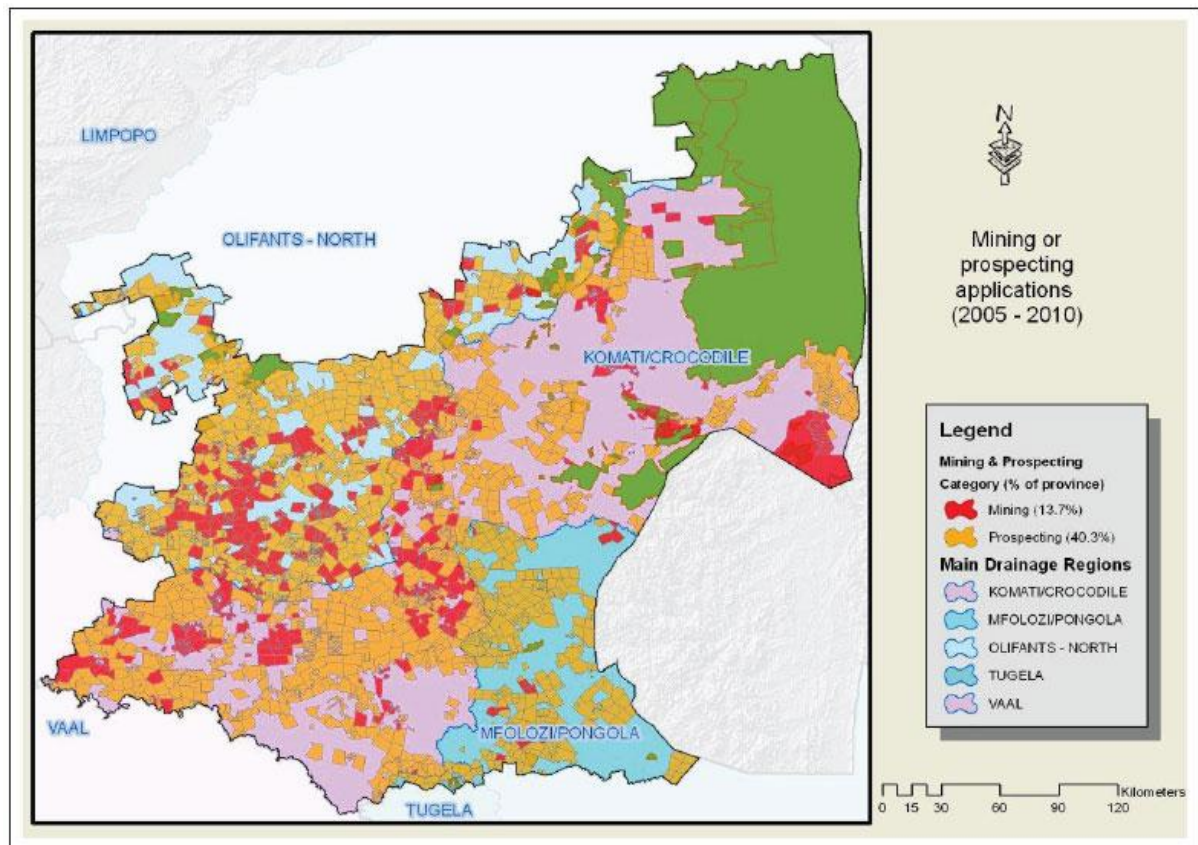 LIMPOPO
OLIFANTS - NORTH
KOMATI/CROCODILE
VAAL
MFOLOZI/PONGOLA
TUGELA
N
Mining or
prospecting
applications
(2005 - 2010)
Legend
Mining & Prospecting
Category (% of province)
Mining (13.7%)
Prospecting (40.3%)
Main Drainage Regions
KOMATI/CROCODILE
MFOLOZI/PONGOLA
OLIFANTS - NORTH
TUGELA
VAAL
Kilometers
0 15 30 60 90 120